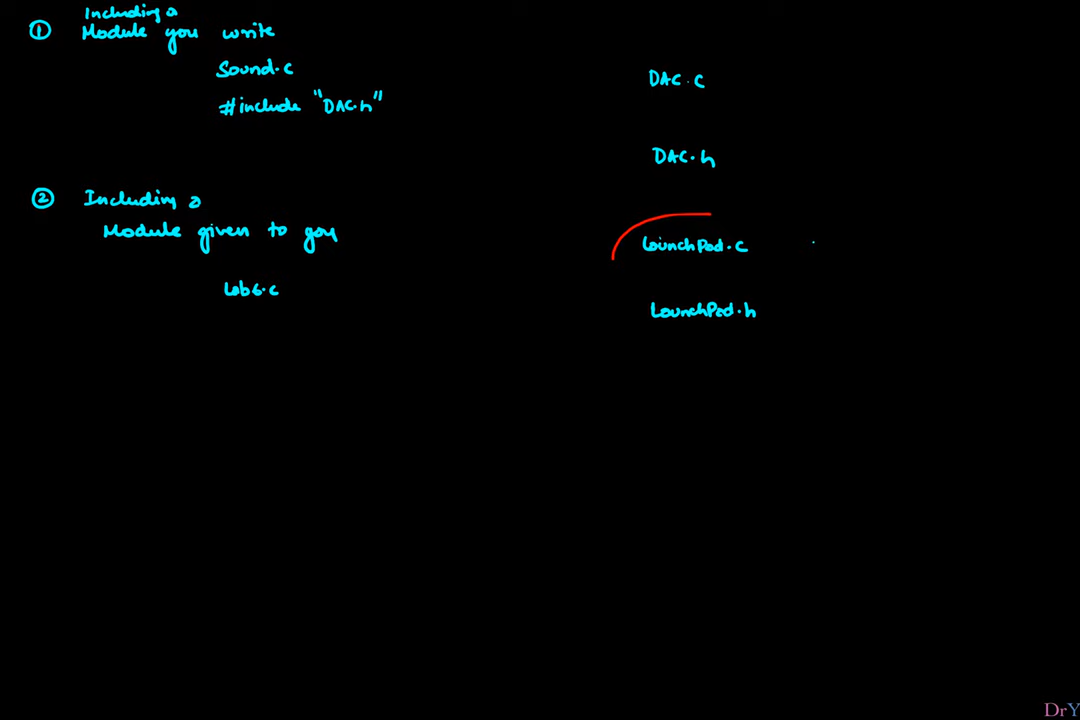 Including a
① Module you write
Sound.c
#include "DAC.h"
DAC.c
DAC.h
② Including a
Module given to you
Lab6.c
LaunchPad.c
LaunchPad.h
DrY